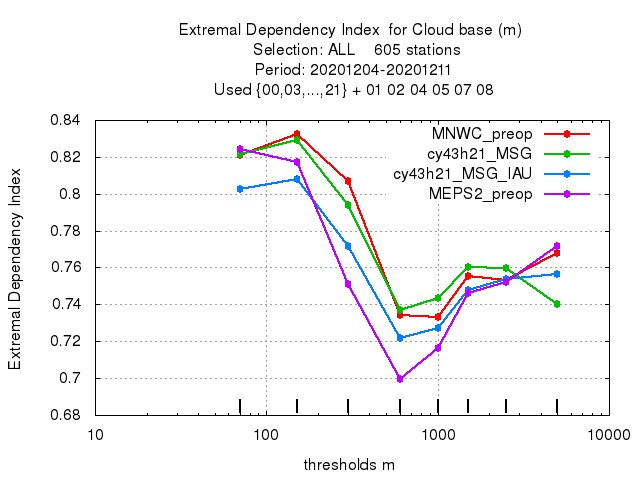 Extremal Dependency Index  for Cloud base (m)
Selection: ALL    605 stations
Period: 20201204-20201211
Used {00,03,...,21} + 01 02 04 05 07 08
MNWC_preop
cy43h21_MSG
cy43h21_MSG_IAU
MEPS2_preop
Extremal Dependency Index
0.84
0.82
0.8
0.78
0.76
0.74
0.72
0.7
0.68
10
100
1000
10000
thresholds m